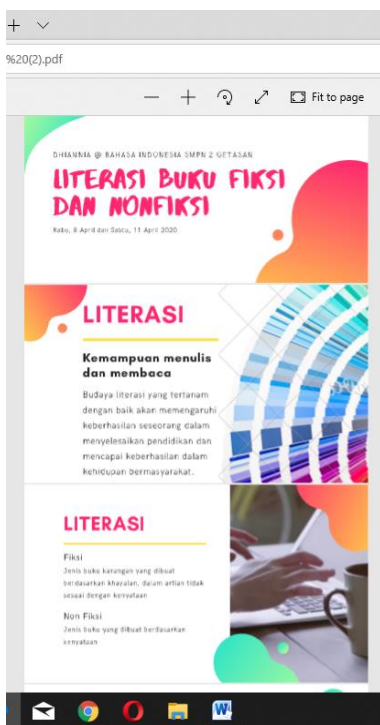 %20(2).pdf
Fit to page
DHIANNIA @ BAHASA INDONESIA SMPN 2 GETASAN
LITERASI BUKU FIKSI
DAN NONFIKSI
Rabu, 8 April dan Sabtu, 11 April 2020
LITERASI
Kemampuan menulis
dan membaca
Budaya literasi yang tertanam
dengan baik akan memengaruhi
keberhasilan seseorang dalam
menyelesaikan pendidikan dan
mencapai keberhasilan dalam
kehidupan bermasyarakat.
LITERASI
Fiksi
Jenis buku karangan yang dibuat
berdasarkan khayalan, dalam artian tidak
sesuai dengan kenyataan
Non Fiksi
Jenis buku yang dibuat berdasarkan
kenyataan